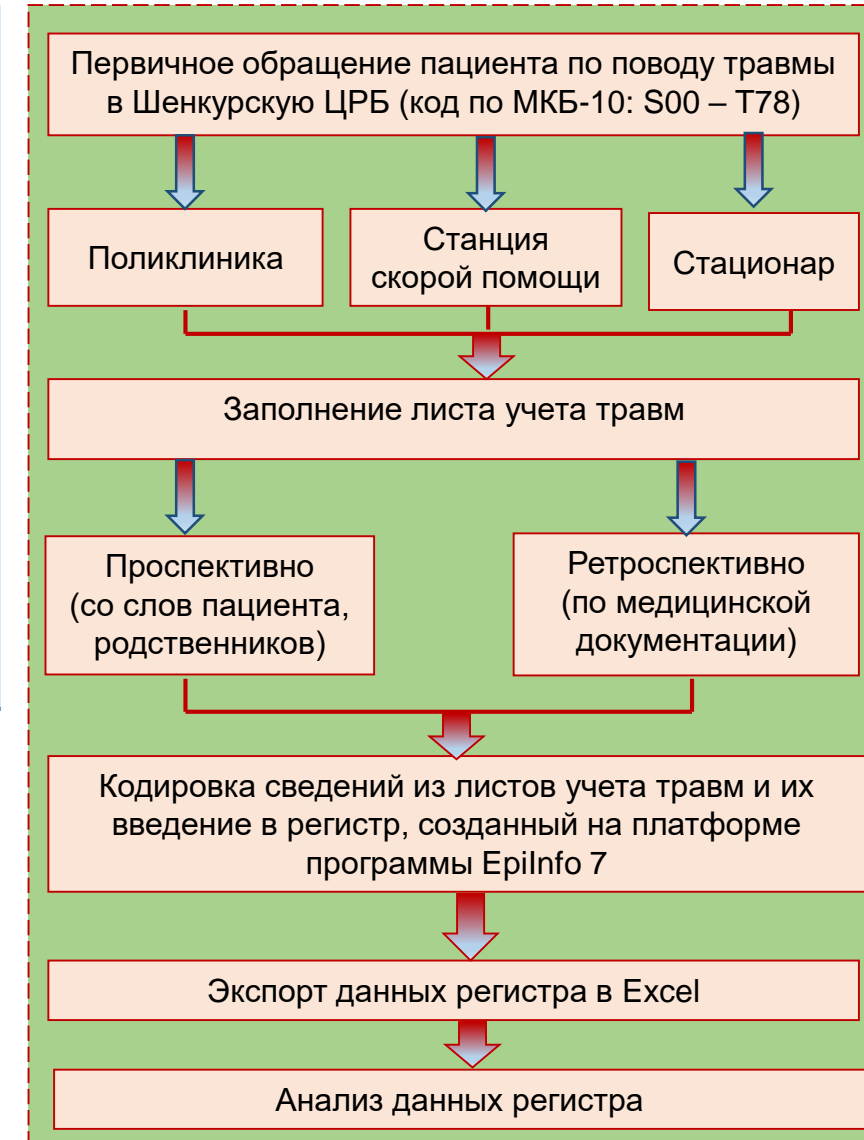 Первичное обращение пациента по поводу травмы
в Шенкурскую ЦРБ (код по МКБ-10: S00 – T78)
Поликлиника
Станция
скорой помощи
Стационар
Заполнение листа учета травм
Проспективно
(со слов пациента,
родственников)
Ретроспективно
(по медицинской
документации)
Кодировка сведений из листов учета травм и их
введение в регистр, созданный на платформе
программы EpiInfo 7
Экспорт данных регистра в Excel
Анализ данных регистра